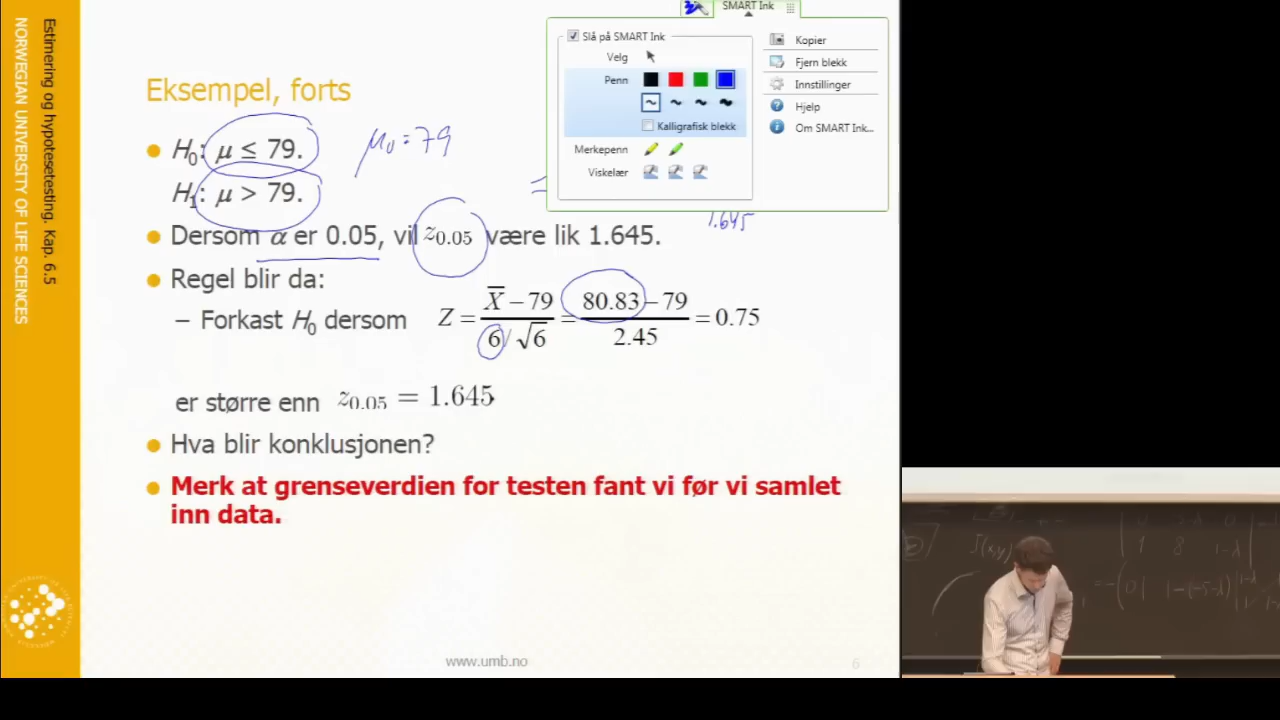 SMART Ink
Slå på SMART Ink
Velg
Penn
Kalligrafisk blekk
Merkepenn
Viskelær
Kopier
Fjern blekk
Innstillinger
Hjelp
Om SMART Ink...
Estimering og hypotesetesting. Kap. 6.5
NORWEGIAN UNIVERSITY OF LIFE SCIENCES
Eksempel, forts
H0: μ ≤ 79.
μ0 = 79
H1: μ > 79.
=
1.645
Dersom α er 0.05, vil z0.05 være lik 1.645.
Regel blir da:
– Forkast H0 dersom Z = (X̄ − 79)/(6/√6) = (80.83 − 79)/2.45 = 0.75
er større enn z0.05 = 1.645
Hva blir konklusjonen?
Merk at grenseverdien for testen fant vi før vi samlet
inn data.
www.umb.no
6